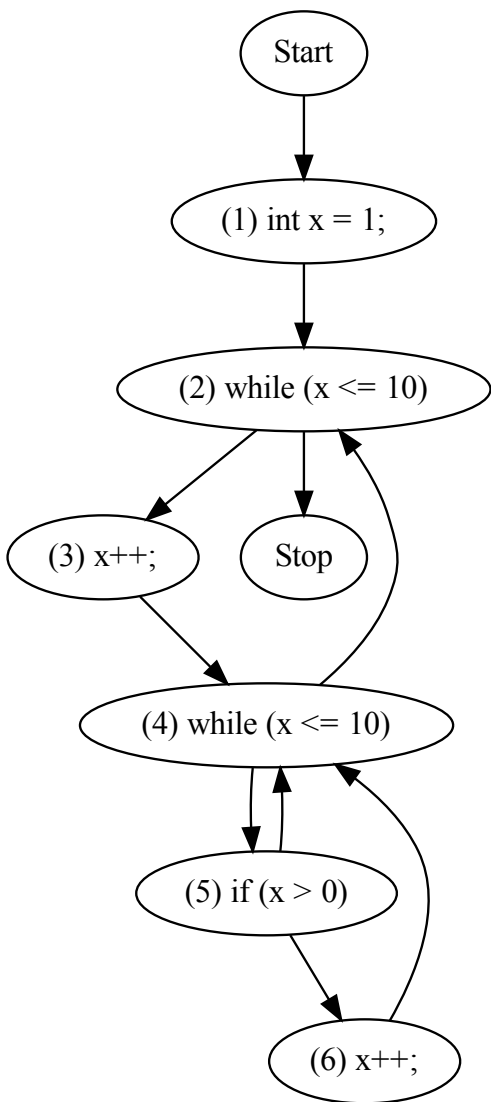 Start
(1) int x = 1;
(2) while (x <= 10)
(3) x++;
Stop
(4) while (x <= 10)
(5) if (x > 0)
(6) x++;